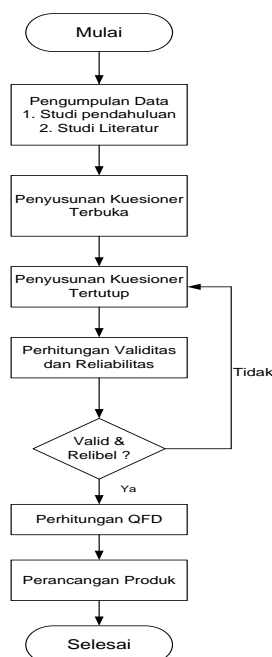 Mulai
Pengumpulan Data
1. Studi pendahuluan
2. Studi Literatur
Penyusunan Kuesioner
Terbuka
Penyusunan Kuesioner
Tertutup
Perhitungan Validitas
dan Reliabilitas
Tidak
Valid &
Relibel ?
Ya
Perhitungan QFD
Perancangan Produk
Selesai